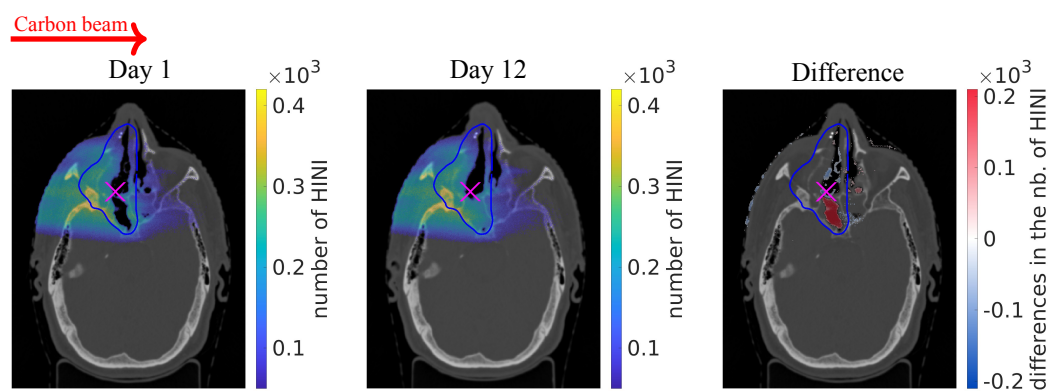 Carbon beam
Day 1
×10³
0.4
0.3
0.2
0.1
number of HINI
Day 12
×10³
0.4
0.3
0.2
0.1
number of HINI
Difference
×10³
0.2
0.1
0
-0.1
-0.2
differences in the nb. of HINI